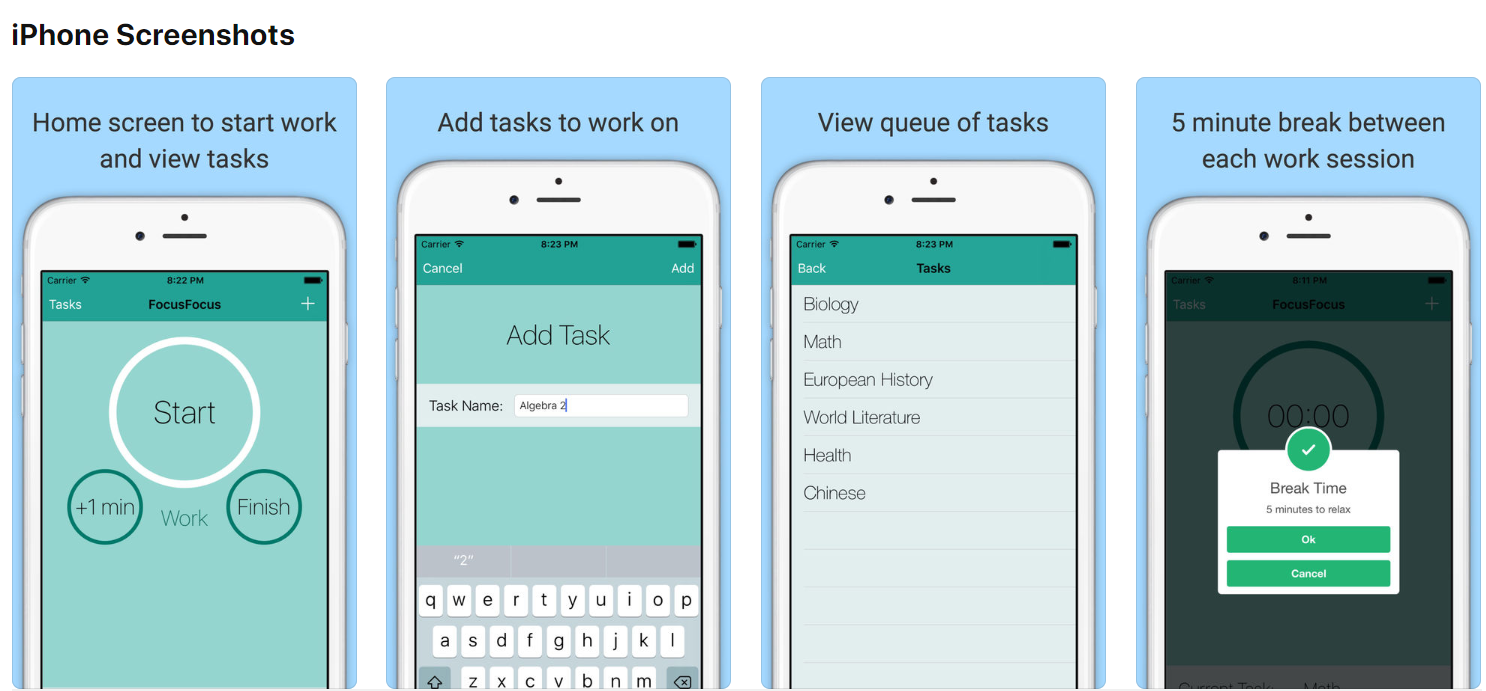 iPhone Screenshots
Home screen to start work
and view tasks
Carrier 8:22 PM
Tasks FocusFocus +
Start
+1 min Work Finish
Add tasks to work on
Carrier 8:23 PM
Cancel Add
Add Task
Task Name: Algebra 2
“2”
q w e r t y u i o p
a s d f g h j k l
z x c v b n m
View queue of tasks
Carrier 8:23 PM
Back Tasks
Biology
Math
European History
World Literature
Health
Chinese
5 minute break between
each work session
Carrier 8:11 PM
Tasks FocusFocus +
00:00
Break Time
5 minutes to relax
Ok
Cancel
Current Task: Math